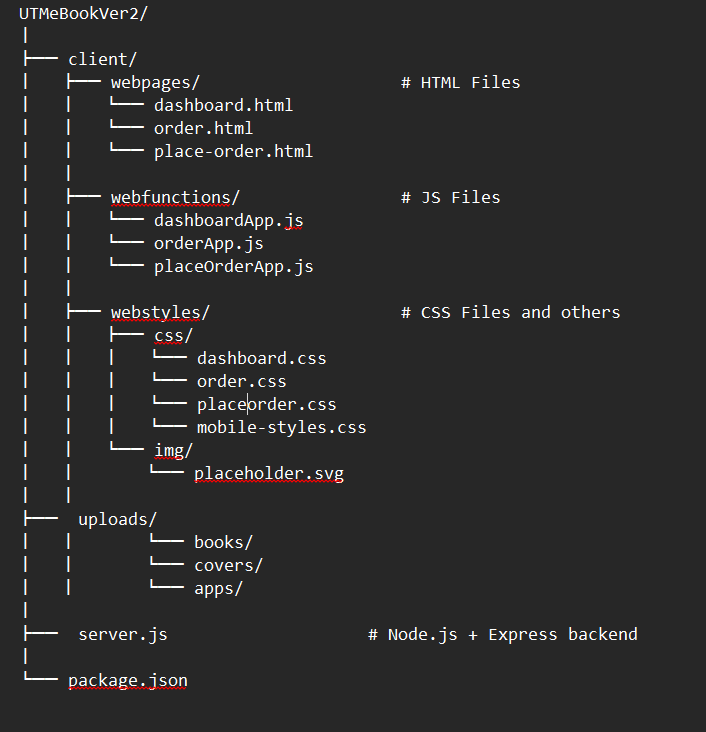 UTMeBookVer2/
│
├── client/
│   ├── webpages/                    # HTML Files
│   │   └── dashboard.html
│   │   └── order.html
│   │   └── place-order.html
│   │
│   ├── webfunctions/                # JS Files
│   │   └── dashboardApp.js
│   │   └── orderApp.js
│   │   └── placeOrderApp.js
│   │
│   ├── webstyles/                   # CSS Files and others
│   │   ├── css/
│   │   │   └── dashboard.css
│   │   │   └── order.css
│   │   │   └── placeorder.css
│   │   │   └── mobile-styles.css
│   │   └── img/
│   │       └── placeholder.svg
│   │
├── uploads/
│   │       └── books/
│   │       └── covers/
│   │       └── apps/
│
├── server.js                    # Node.js + Express backend
│
└── package.json